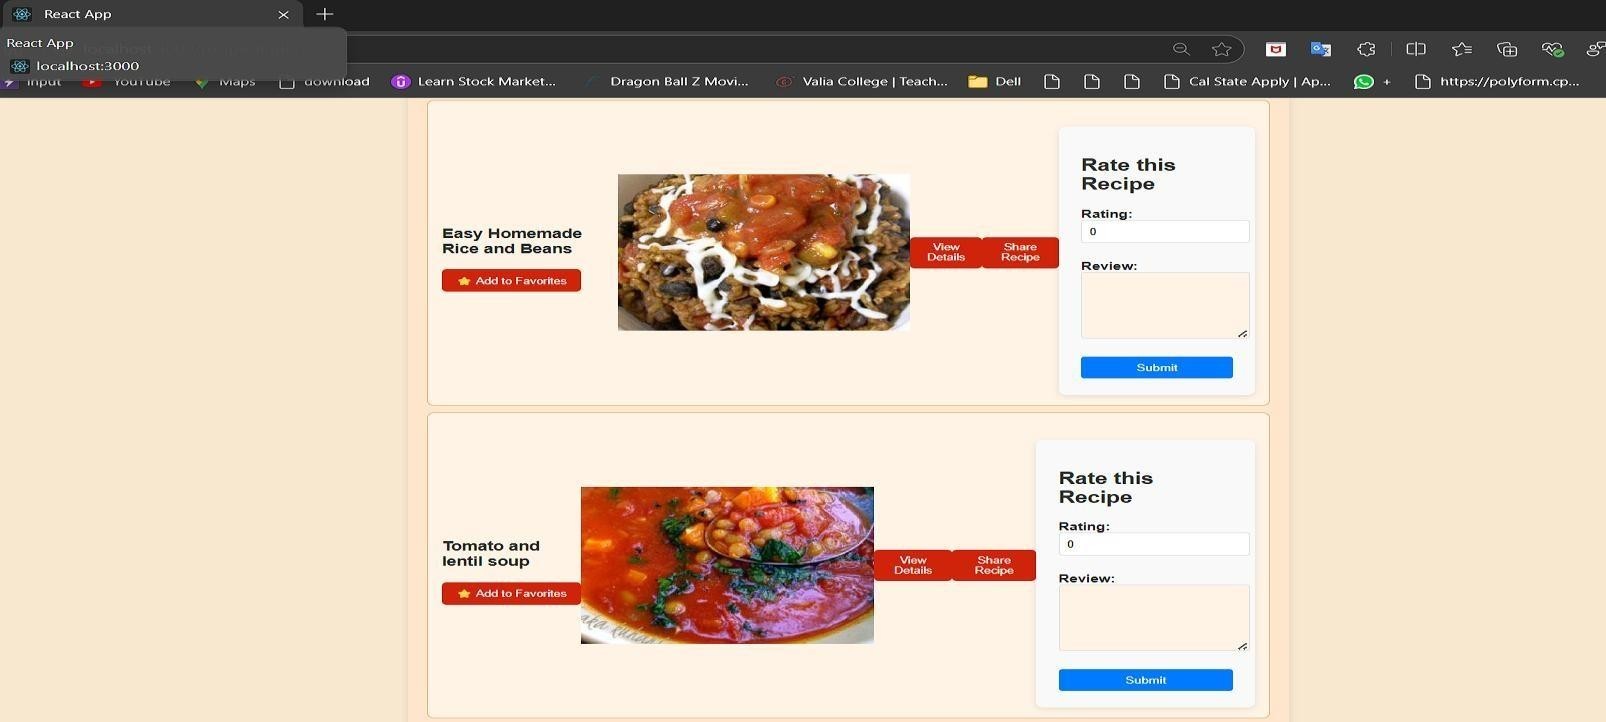 React App
React App
localhost:3000
Input
YouTube
Maps
download
Learn Stock Market...
Dragon Ball Z Movi...
Valia College | Teach...
Dell
Cal State Apply | Ap...
+
https://polyform.cp...
Easy Homemade
Rice and Beans
Add to Favorites
View
Details
Share
Recipe
Rate this
Recipe
Rating:
0
Review:
Submit
Tomato and
lentil soup
Add to Favorites
View
Details
Share
Recipe
Rate this
Recipe
Rating:
0
Review:
Submit